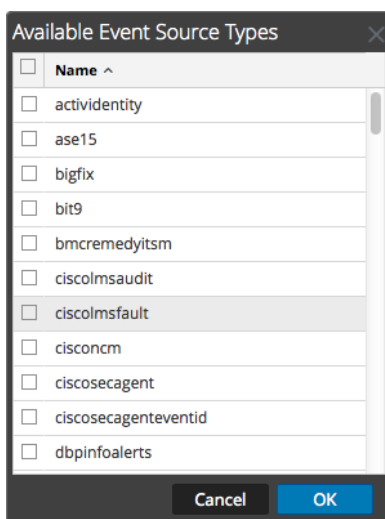 Available Event Source Types
Name
actividentity
ase15
bigfix
bit9
bmcremedyitsm
ciscolmsaudit
ciscolmsfault
cisconcm
ciscosecagent
ciscosecagenteventid
dbpinfoalerts
Cancel OK